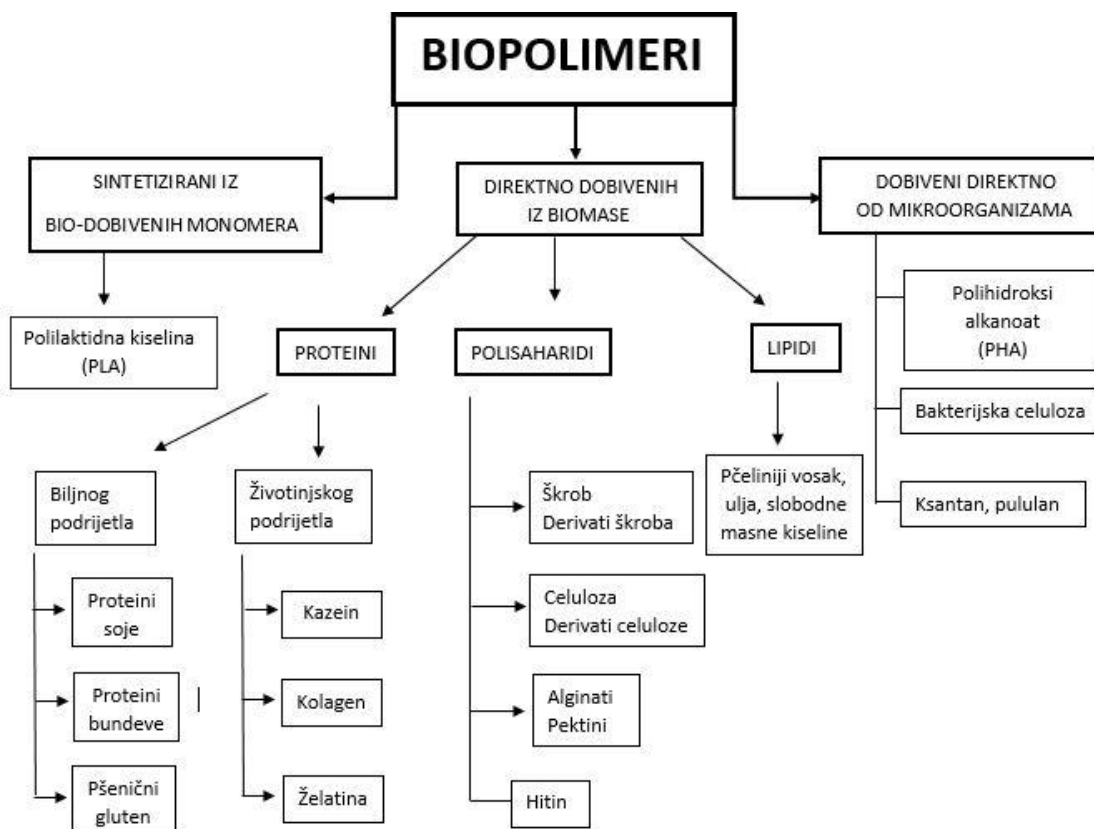 BIOPOLIMERI
SINTETIZIRANI IZ
BIO-DOBIVENIH MONOMERA
DIREKTNO DOBIVENIH
IZ BIOMASE
DOBIVENI DIREKTNO
OD MIKROORGANIZAMA
Polilaktidna kiselina
(PLA)
PROTEINI
POLISAHARIDI
LIPIDI
Polihidroksi
alkanoat
(PHA)
Bakterijska celuloza
Ksantan, pululan
Biljnog
podrijetla
Životinjskog
podrijetla
Škrob
Derivati škroba
Pčeliniji vosak,
ulja, slobodne
masne kiseline
Proteini
soje
Kazein
Celuloza
Derivati celuloze
Proteini
bundeve
Kolagen
Alginati
Pektini
Pšenični
gluten
Želatina
Hitin